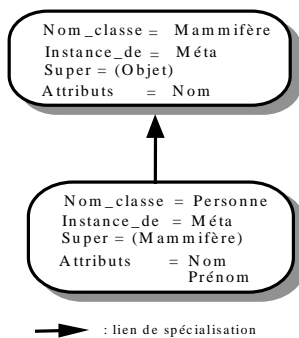 Nom_classe = Mammifère
Instance_de = Méta
Super = (Objet)
Attributs = Nom
Nom_classe = Personne
Instance_de = Méta
Super = (Mammifère)
Attributs = Nom
Prénom
: lien de spécialisation